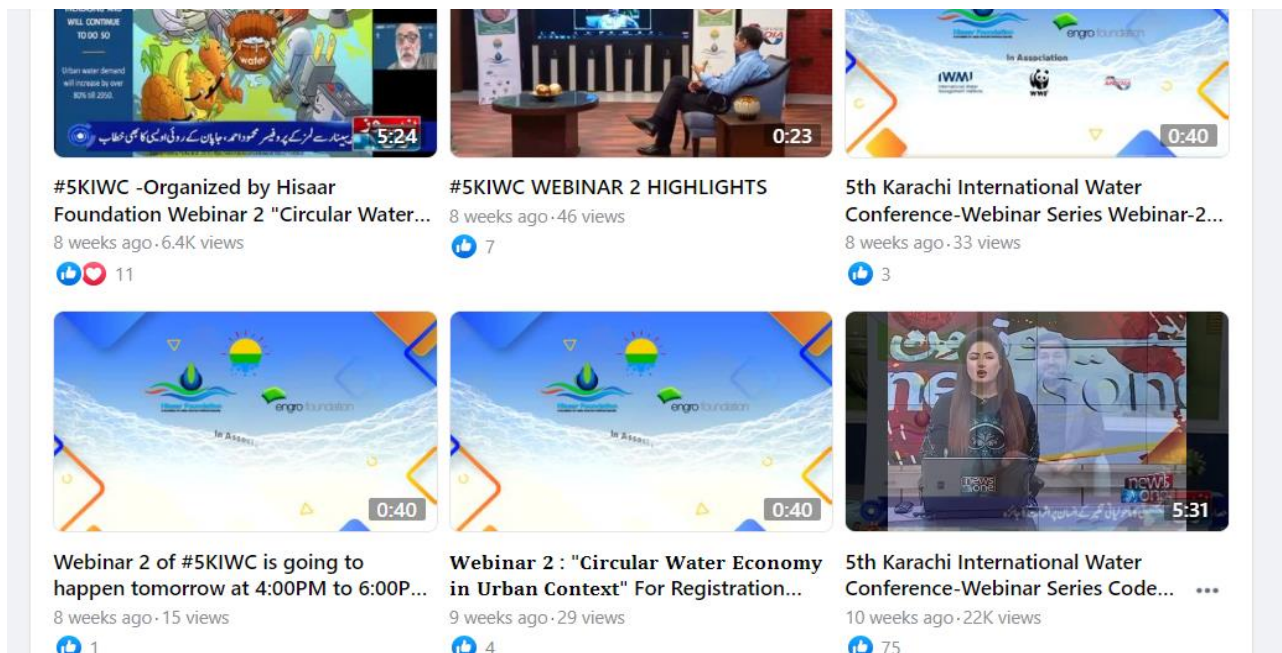 WILL CONTINUE
TO DO SO
Urban water demand
will increase by over
80% till 2050.
water
5:24
0:23
engro foundation
In Association
IWMI
WWF
0:40
#5KIWC -Organized by Hisaar
Foundation Webinar 2 "Circular Water...
8 weeks ago·6.4K views
11
#5KIWC WEBINAR 2 HIGHLIGHTS
8 weeks ago·46 views
7
5th Karachi International Water
Conference-Webinar Series Webinar-2...
8 weeks ago·33 views
3
Hisaar Foundation
engro foundation
In Associ
0:40
Hisaar Foundation
engro foundation
In Associ
0:40
news
one
news
one
5:31
Webinar 2 of #5KIWC is going to
happen tomorrow at 4:00PM to 6:00P...
8 weeks ago·15 views
1
Webinar 2 : "Circular Water Economy
in Urban Context" For Registration...
9 weeks ago·29 views
4
5th Karachi International Water
Conference-Webinar Series Code...
10 weeks ago·22K views
75